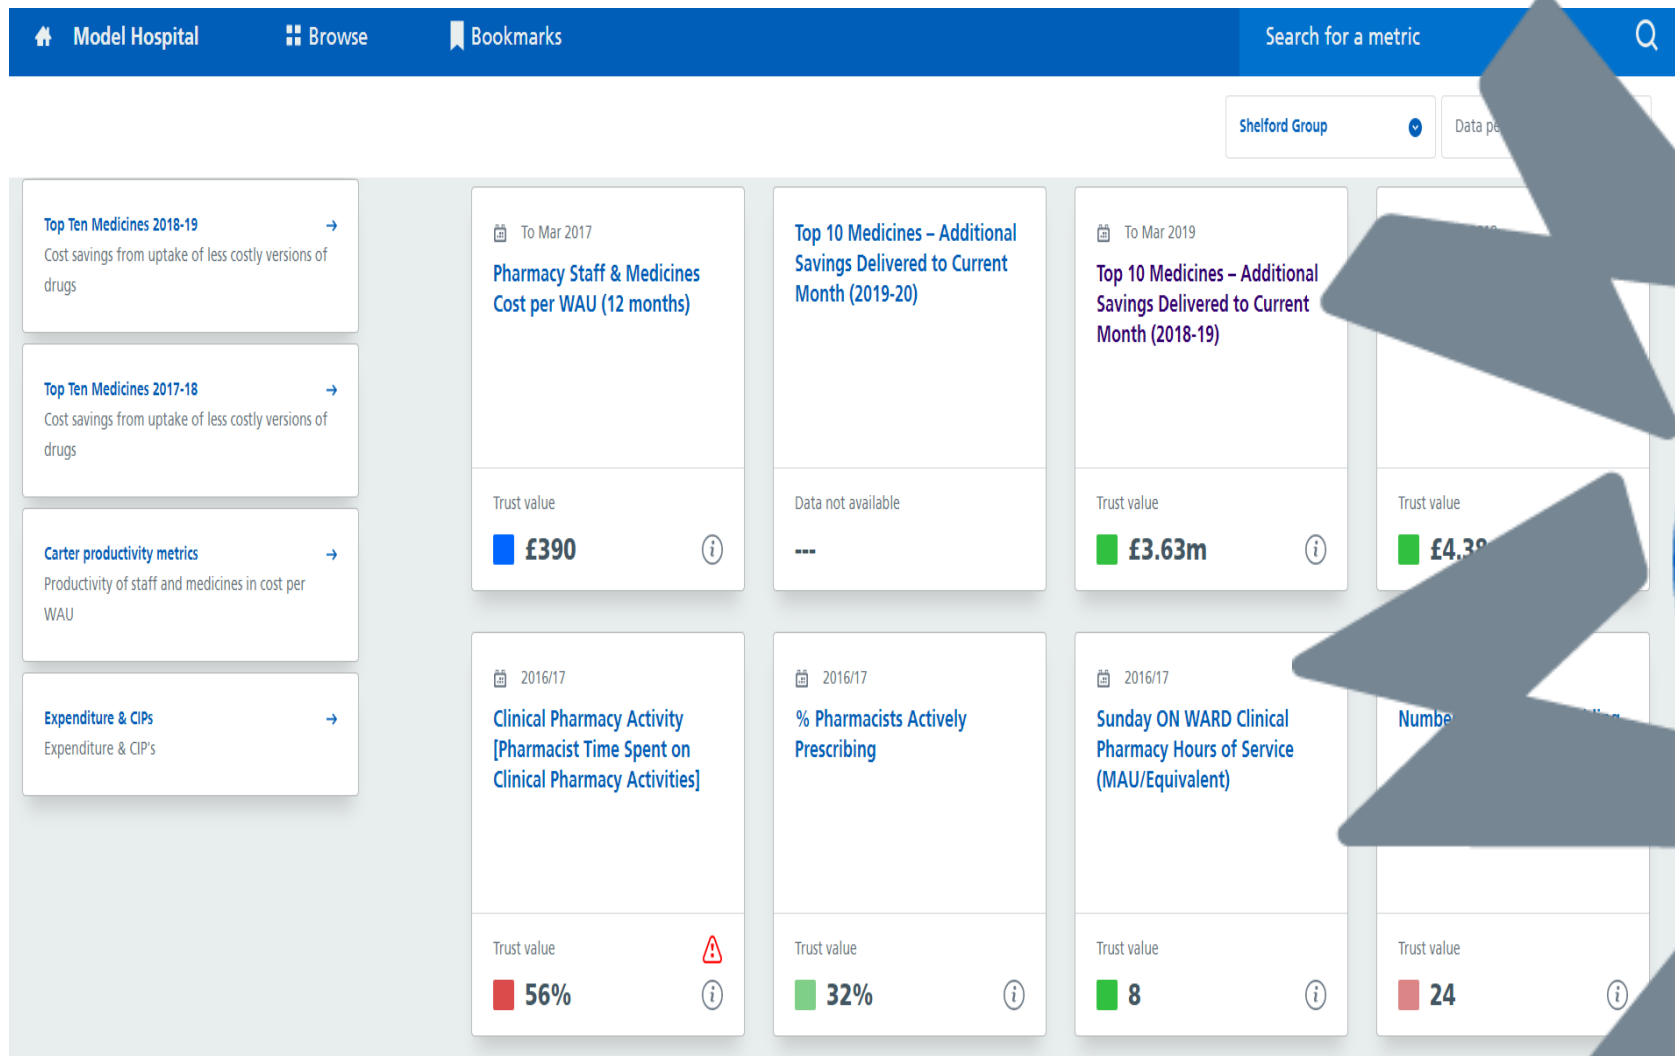 Model Hospital
Browse
Bookmarks
Search for a metric
Shelford Group
Data
Top Ten Medicines 2018-19
Cost savings from uptake of less costly versions of
drugs
Top Ten Medicines 2017-18
Cost savings from uptake of less costly versions of
drugs
Carter productivity metrics
Productivity of staff and medicines in cost per
WAU
Expenditure & CIPs
Expenditure & CIP's
To Mar 2017
Pharmacy Staff & Medicines
Cost per WAU (12 months)
Trust value
£390
Top 10 Medicines – Additional
Savings Delivered to Current
Month (2019-20)
Data not available
---
To Mar 2019
Top 10 Medicines – Additional
Savings Delivered to Current
Month (2018-19)
Trust value
£3.63m
Trust value
2016/17
Clinical Pharmacy Activity
[Pharmacist Time Spent on
Clinical Pharmacy Activities]
Trust value
56%
2016/17
% Pharmacists Actively
Prescribing
Trust value
32%
2016/17
Sunday ON WARD Clinical
Pharmacy Hours of Service
(MAU/Equivalent)
Trust value
8
Trust value
24